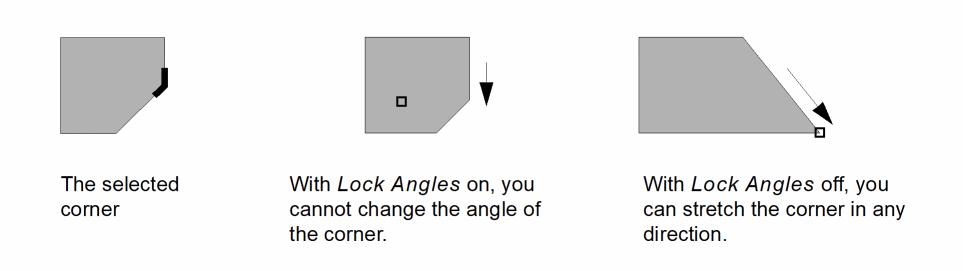 The selected
corner
With Lock Angles on, you
cannot change the angle of
the corner.
With Lock Angles off, you
can stretch the corner in any
direction.